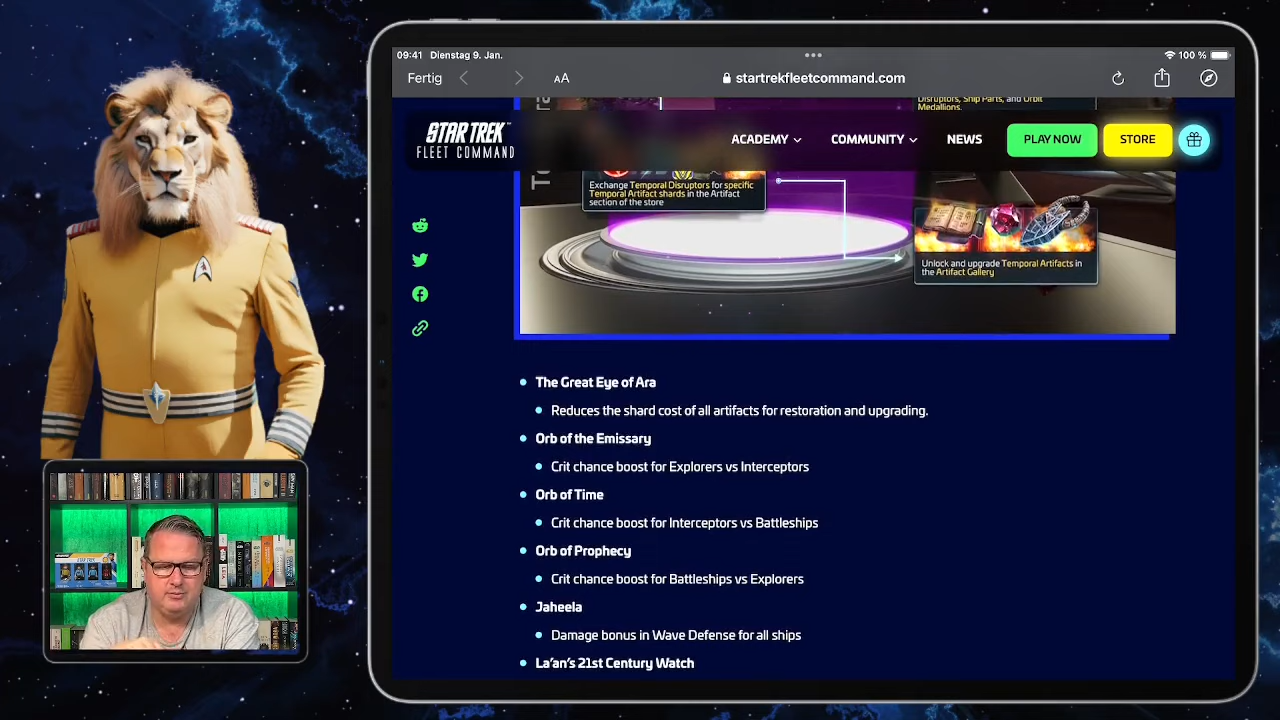 09:41 Dienstag 9. Jan.
100 %
Fertig
AA
startrekfleetcommand.com
Disruptors, Ship Parts, and Orbit
Medallions.
STAR TREK
FLEET COMMAND
ACADEMY
COMMUNITY
NEWS
PLAY NOW
STORE
Exchange Temporal Disruptors for specific
Temporal Artifact shards in the Artifact
section of the store
Unlock and upgrade Temporal Artifacts in
the Artifact Gallery
The Great Eye of Ara
Reduces the shard cost of all artifacts for restoration and upgrading.
Orb of the Emissary
Crit chance boost for Explorers vs Interceptors
Orb of Time
Crit chance boost for Interceptors vs Battleships
Orb of Prophecy
Crit chance boost for Battleships vs Explorers
Jaheela
Damage bonus in Wave Defense for all ships
La'an's 21st Century Watch